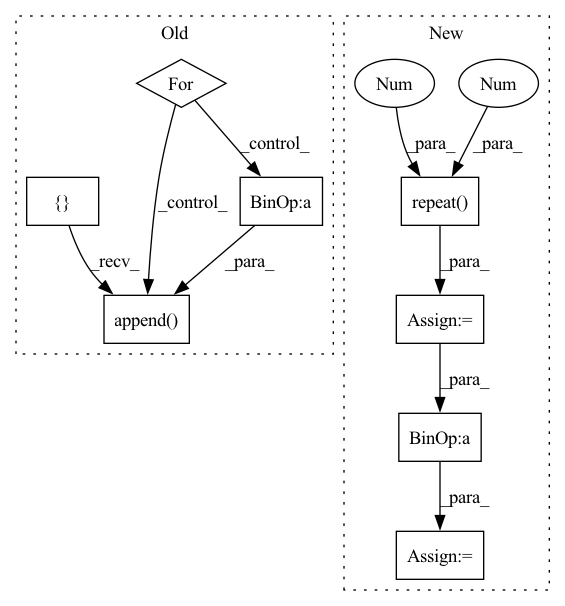 Old
New
For
Num
Num
_control_
_para_
_para_
{}
_control_
BinOp:a
repeat()
_recv_
_para_
_para_
append()
Assign:=
_para_
BinOp:a
_para_
Assign:=